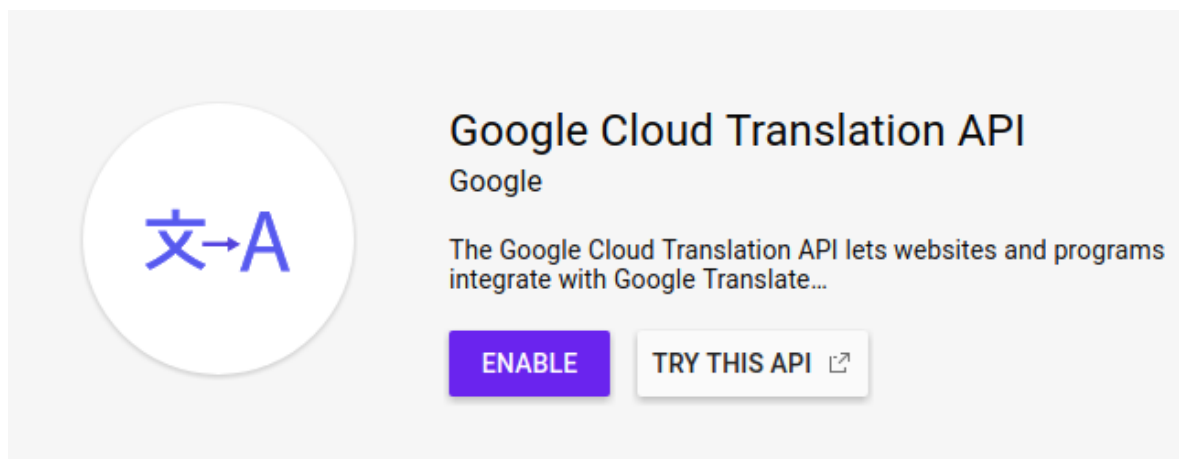 文→A
Google Cloud Translation API
Google
The Google Cloud Translation API lets websites and programs
integrate with Google Translate...
ENABLE
TRY THIS API